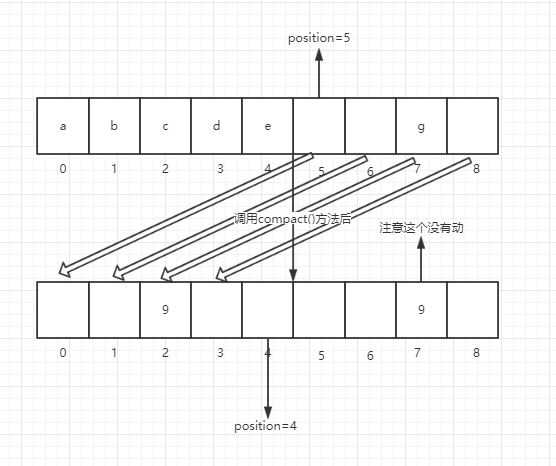 position=5
a b c d e g
0 1 2 3 4 5 6 7 8
调用compact()方法后
注意这个没有动
9 9
0 1 2 3 4 5 6 7 8
position=4